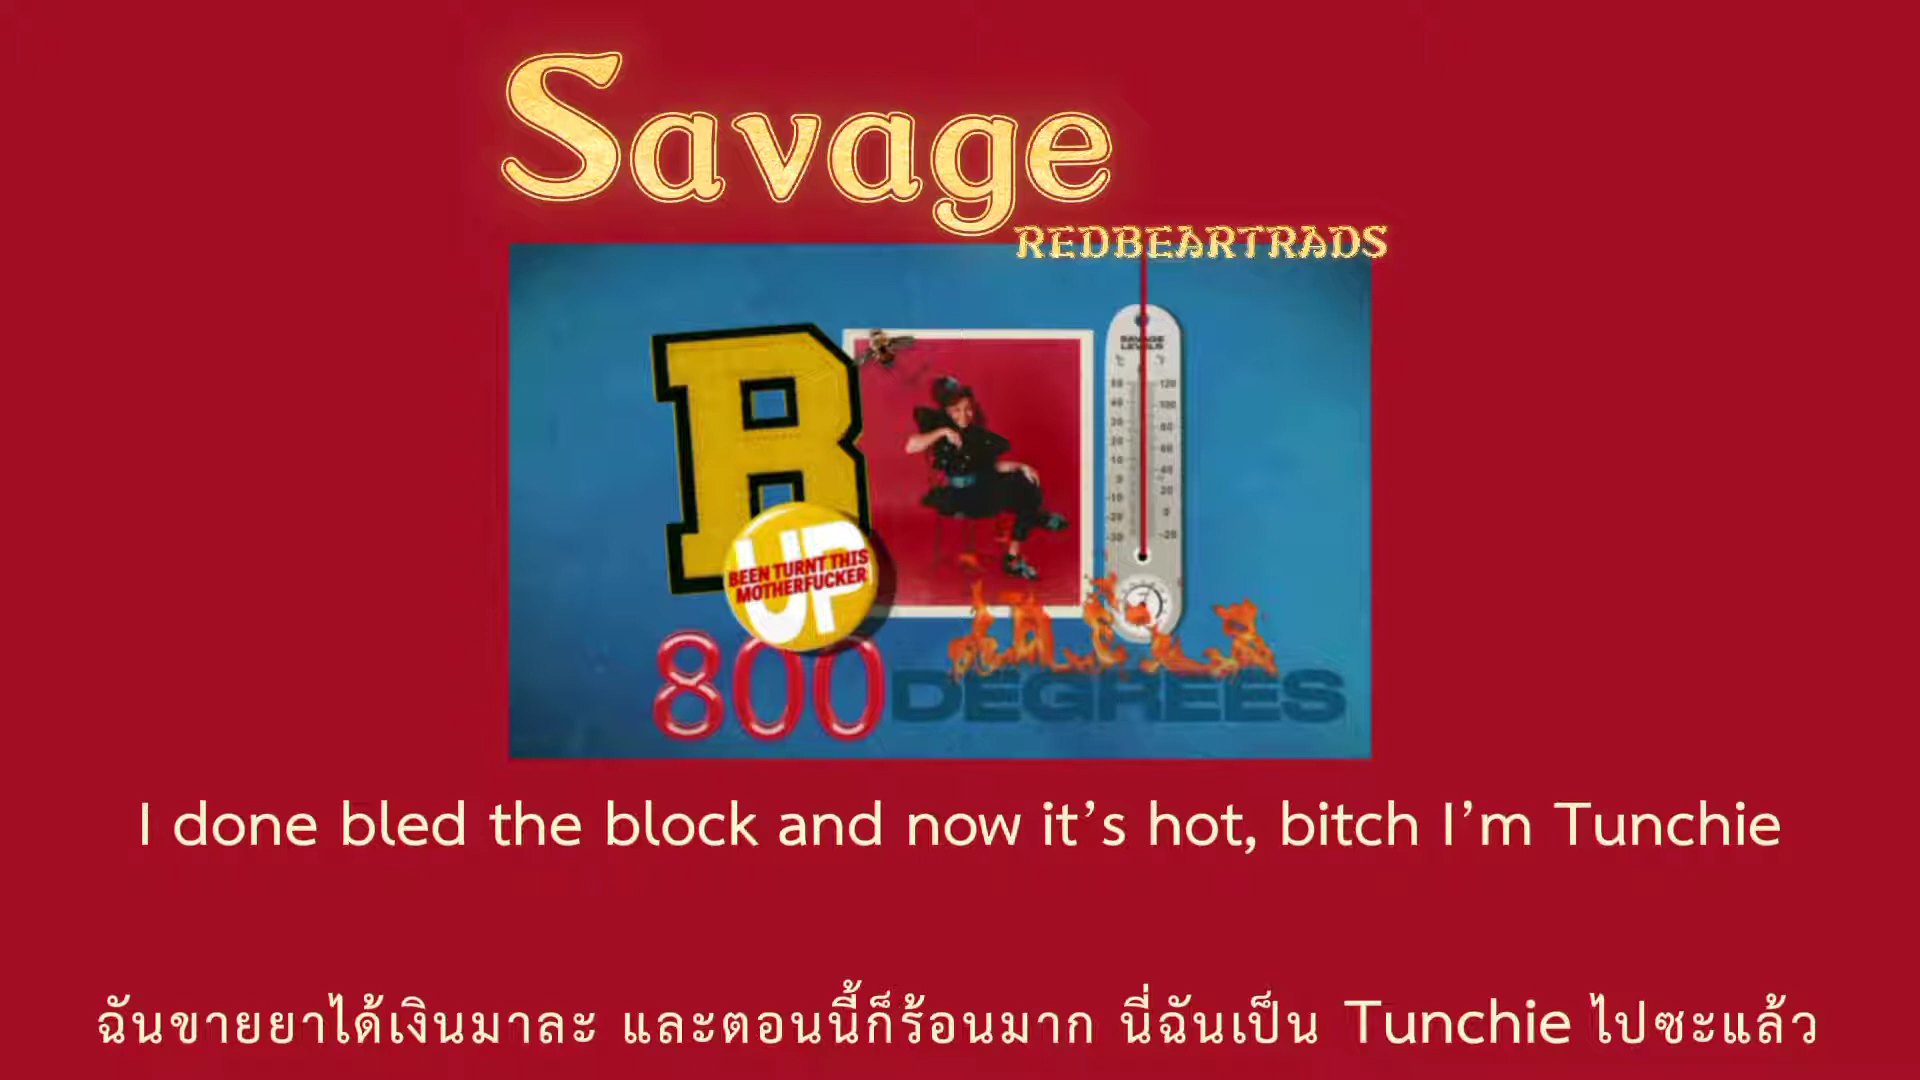 Savage
REDBEARTRADS
SAVAGE
LEVELS
B
UP
BEEN TURNT THIS
MOTHERFUCKER
800 DEGREES
I done bled the block and now it’s hot, bitch I’m Tunchie
ฉันขายยาได้เงินมาละ และตอนนี้ก็ร้อนมาก นี่ฉันเป็น Tunchie ไปซะแล้ว